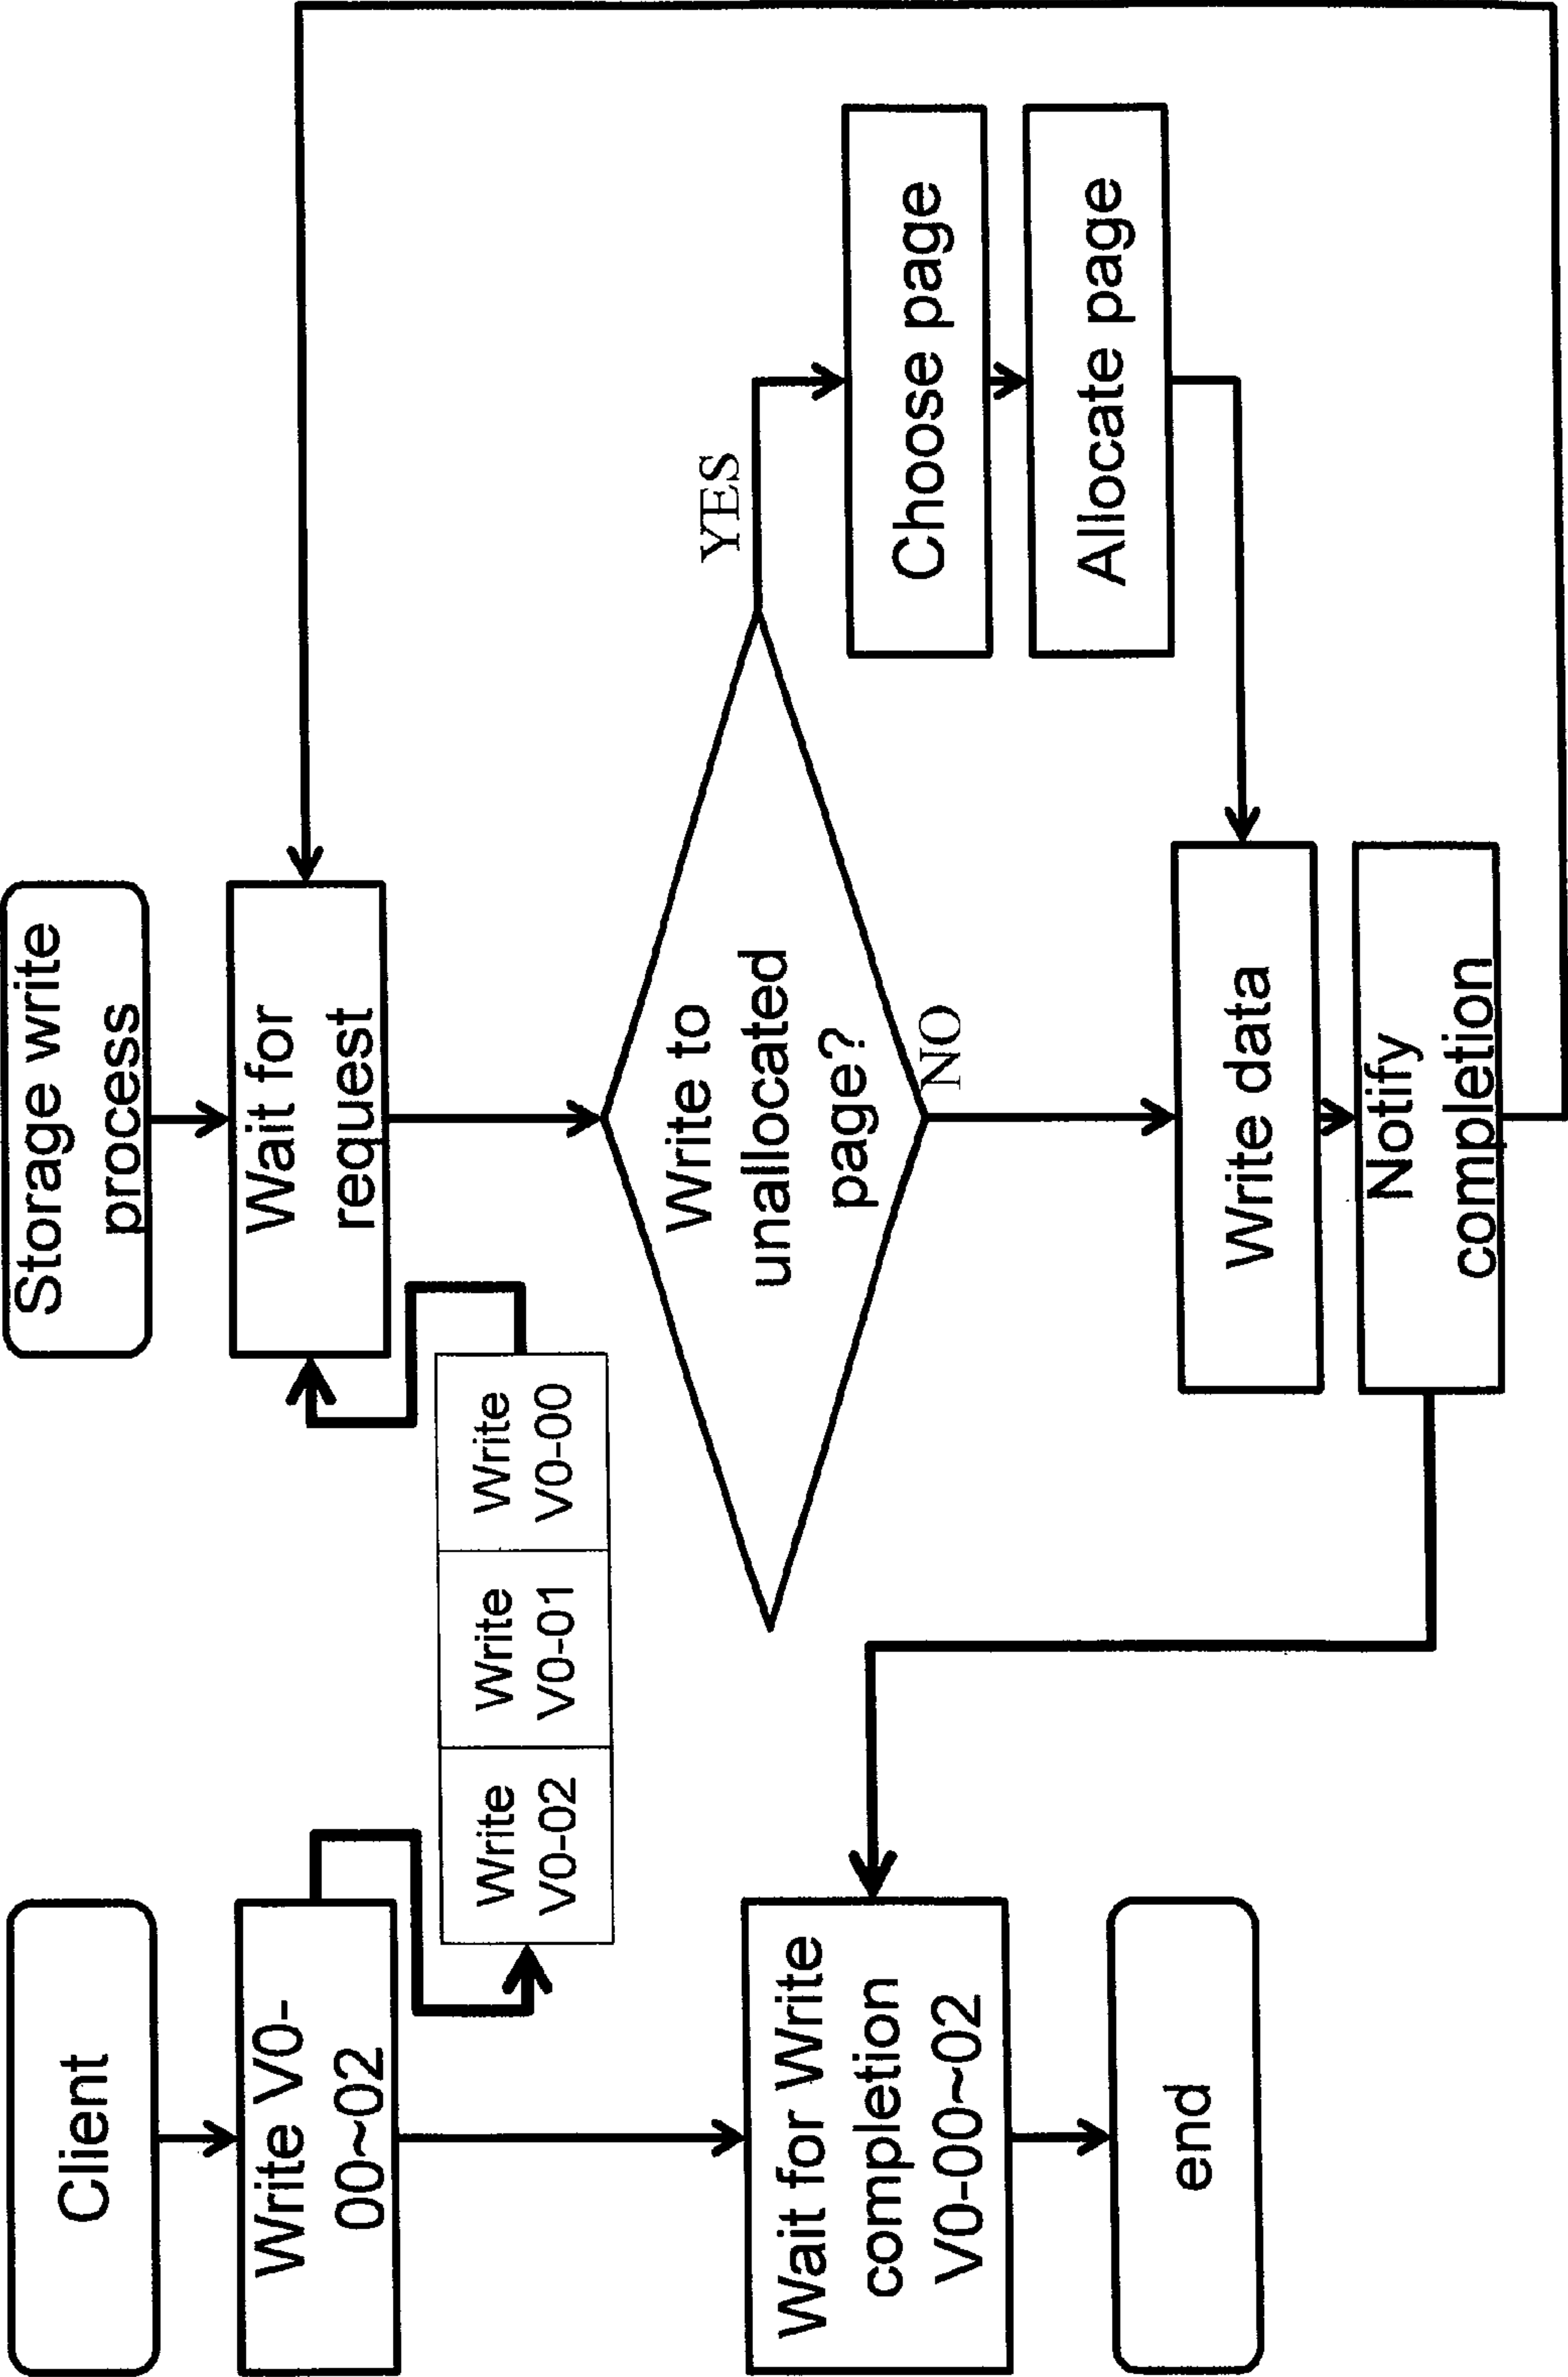 Client
Write V0-
00~02
Wait for Write
completion
V0-00~02
end
Write
V0-02
Write
V0-01
Write
V0-00
Storage write
process
Wait for
request
Write to
unallocated
page?
YES
NO
Choose page
Allocate page
Write data
Notify
completion